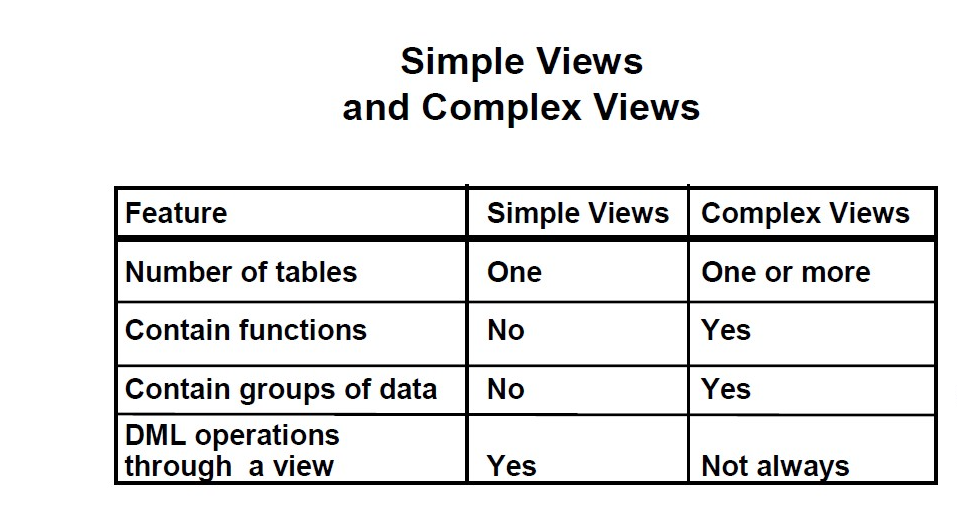 Simple Views
and Complex Views
Feature Simple Views Complex Views
Number of tables One One or more
Contain functions No Yes
Contain groups of data No Yes
DML operations
through a view Yes Not always